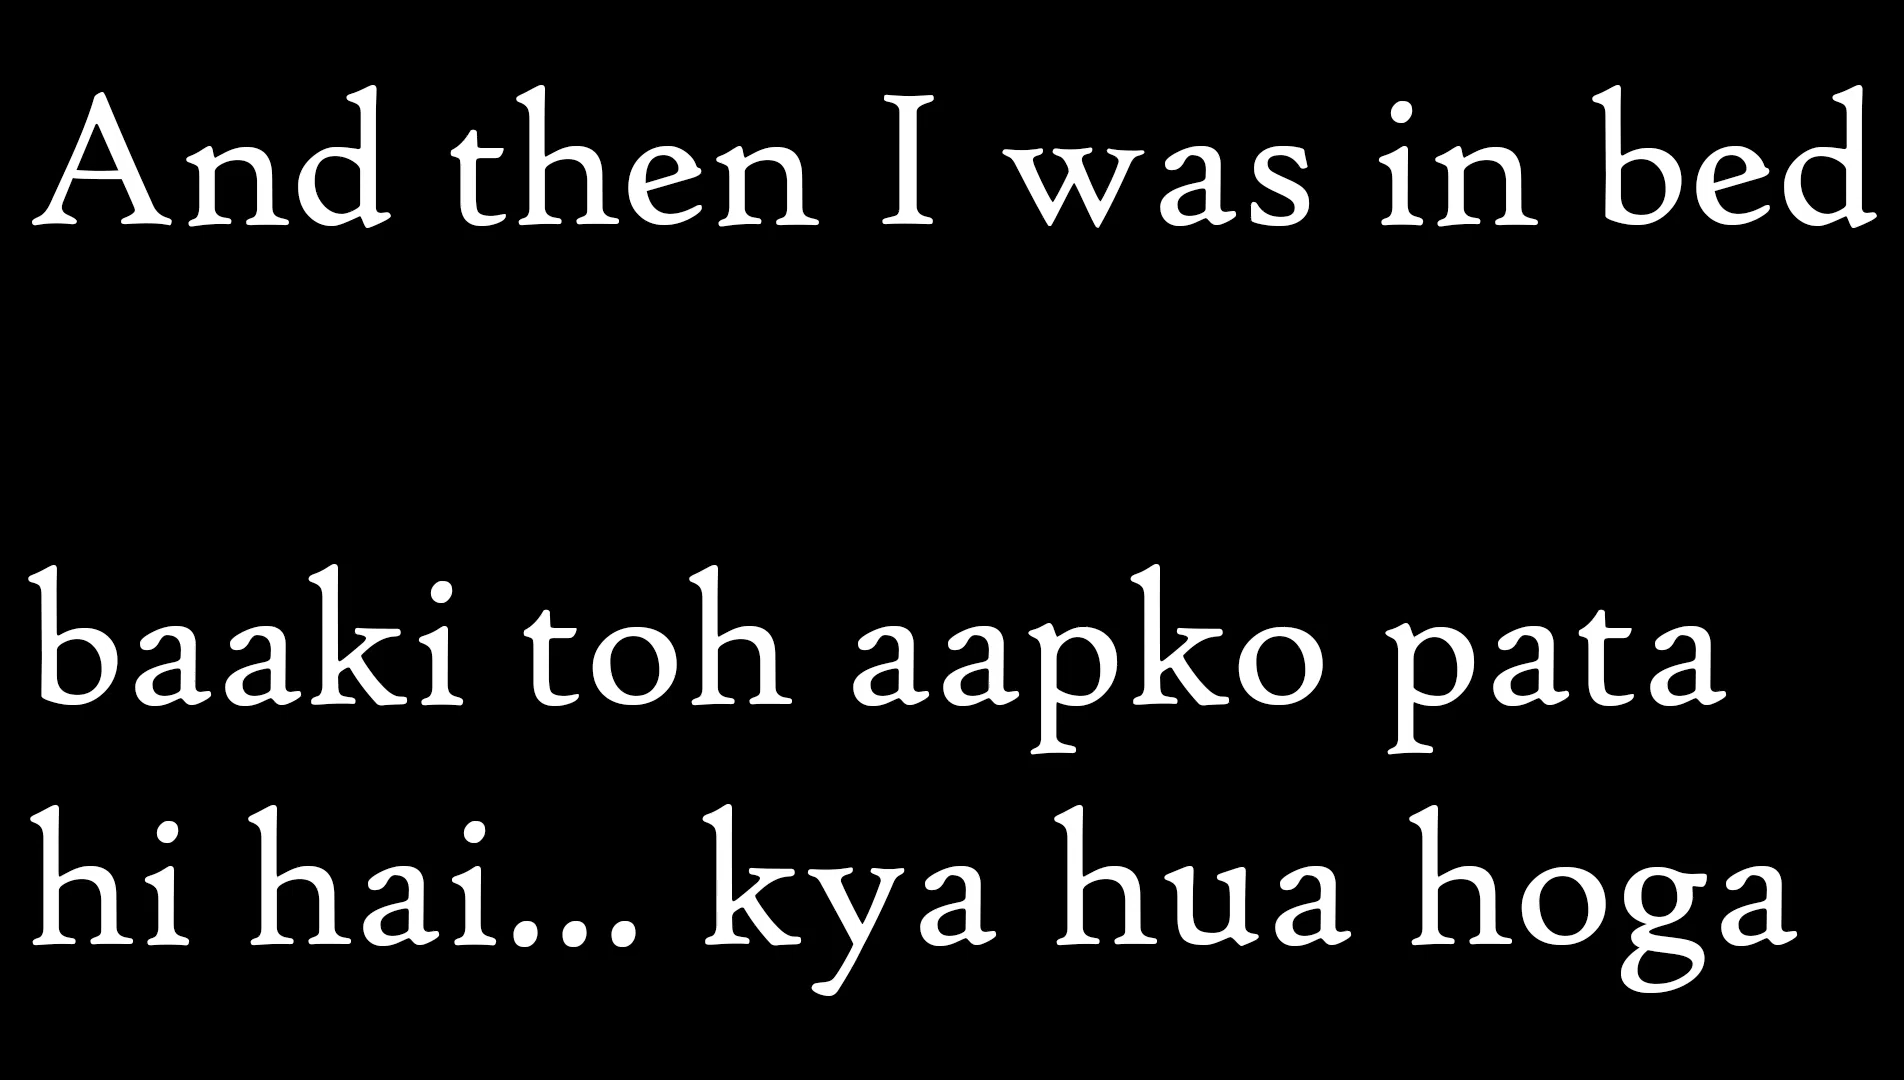 And then I was in bed
baaki toh aapko pata
hi hai... kya hua hoga